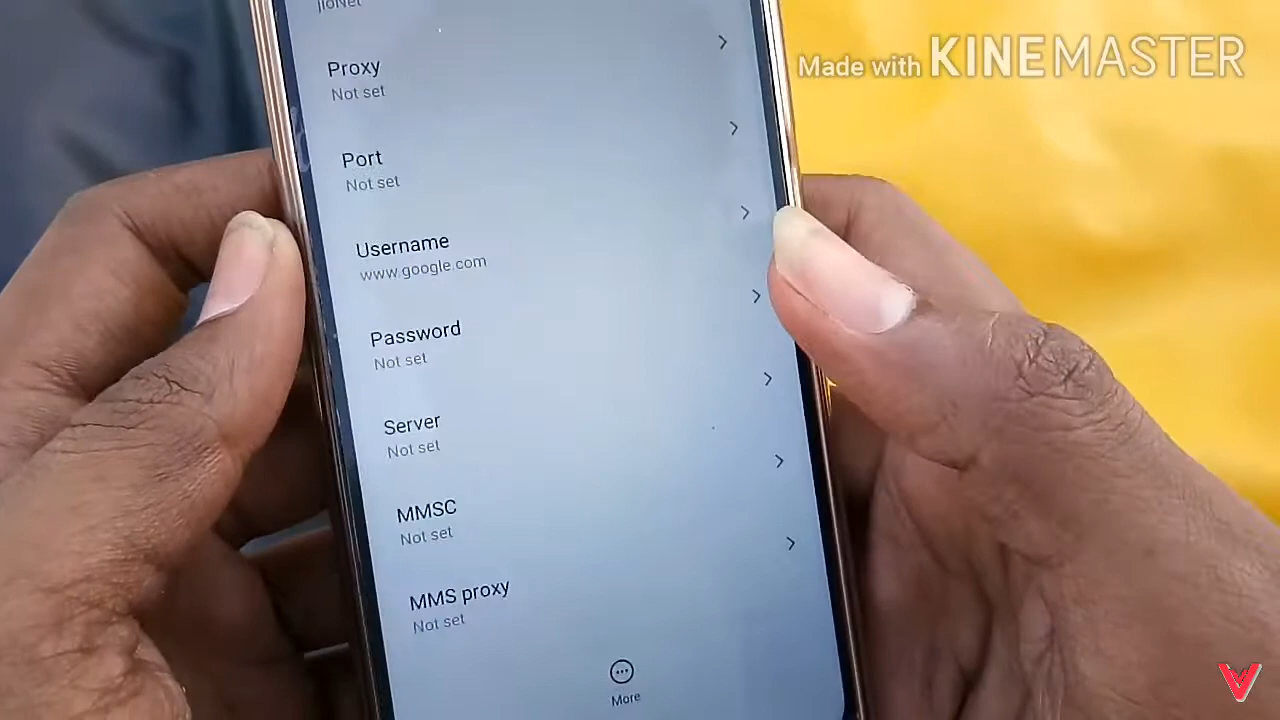 jioNet
Made with KINEMASTER
Proxy
Not set
Port
Not set
Username
www.google.com
Password
Not set
Server
Not set
MMSC
Not set
MMS proxy
Not set
More